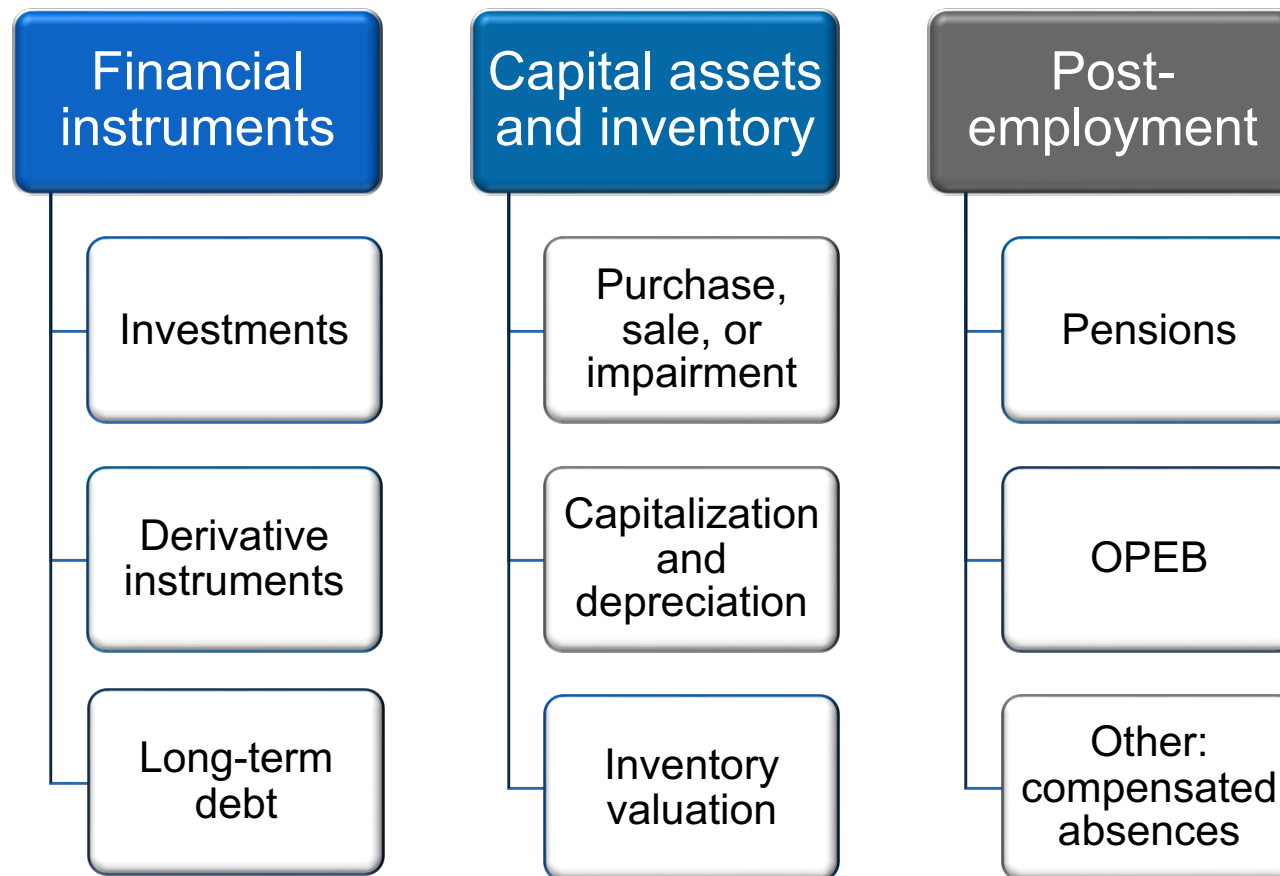 Financial
instruments
Investments
Derivative
instruments
Long-term
debt
Capital assets
and inventory
Purchase,
sale, or
impairment
Capitalization
and
depreciation
Inventory
valuation
Post-
employment
Pensions
OPEB
Other:
compensated
absences